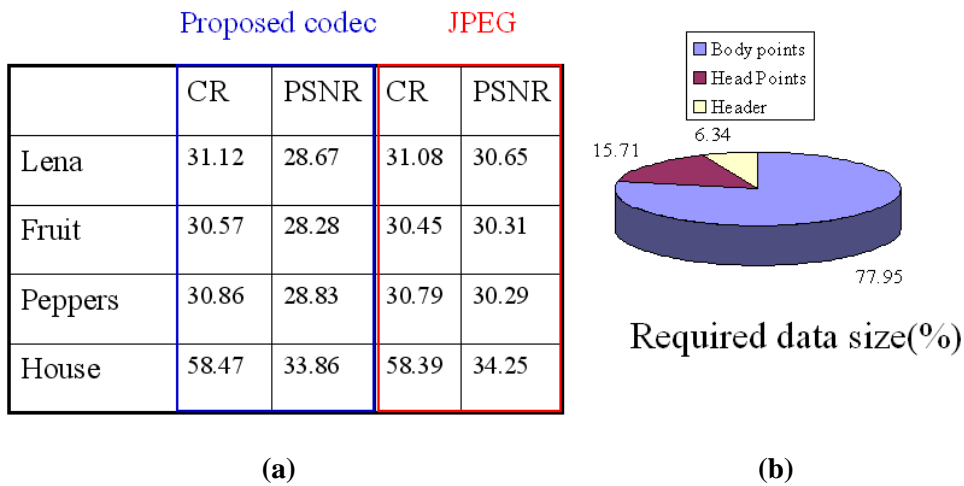 Proposed codec JPEG
CR PSNR CR PSNR
Lena 31.12 28.67 31.08 30.65
Fruit 30.57 28.28 30.45 30.31
Peppers 30.86 28.83 30.79 30.29
House 58.47 33.86 58.39 34.25
(a)
Body points
Head Points
Header
6.34
15.71
77.95
Required data size(%)
(b)